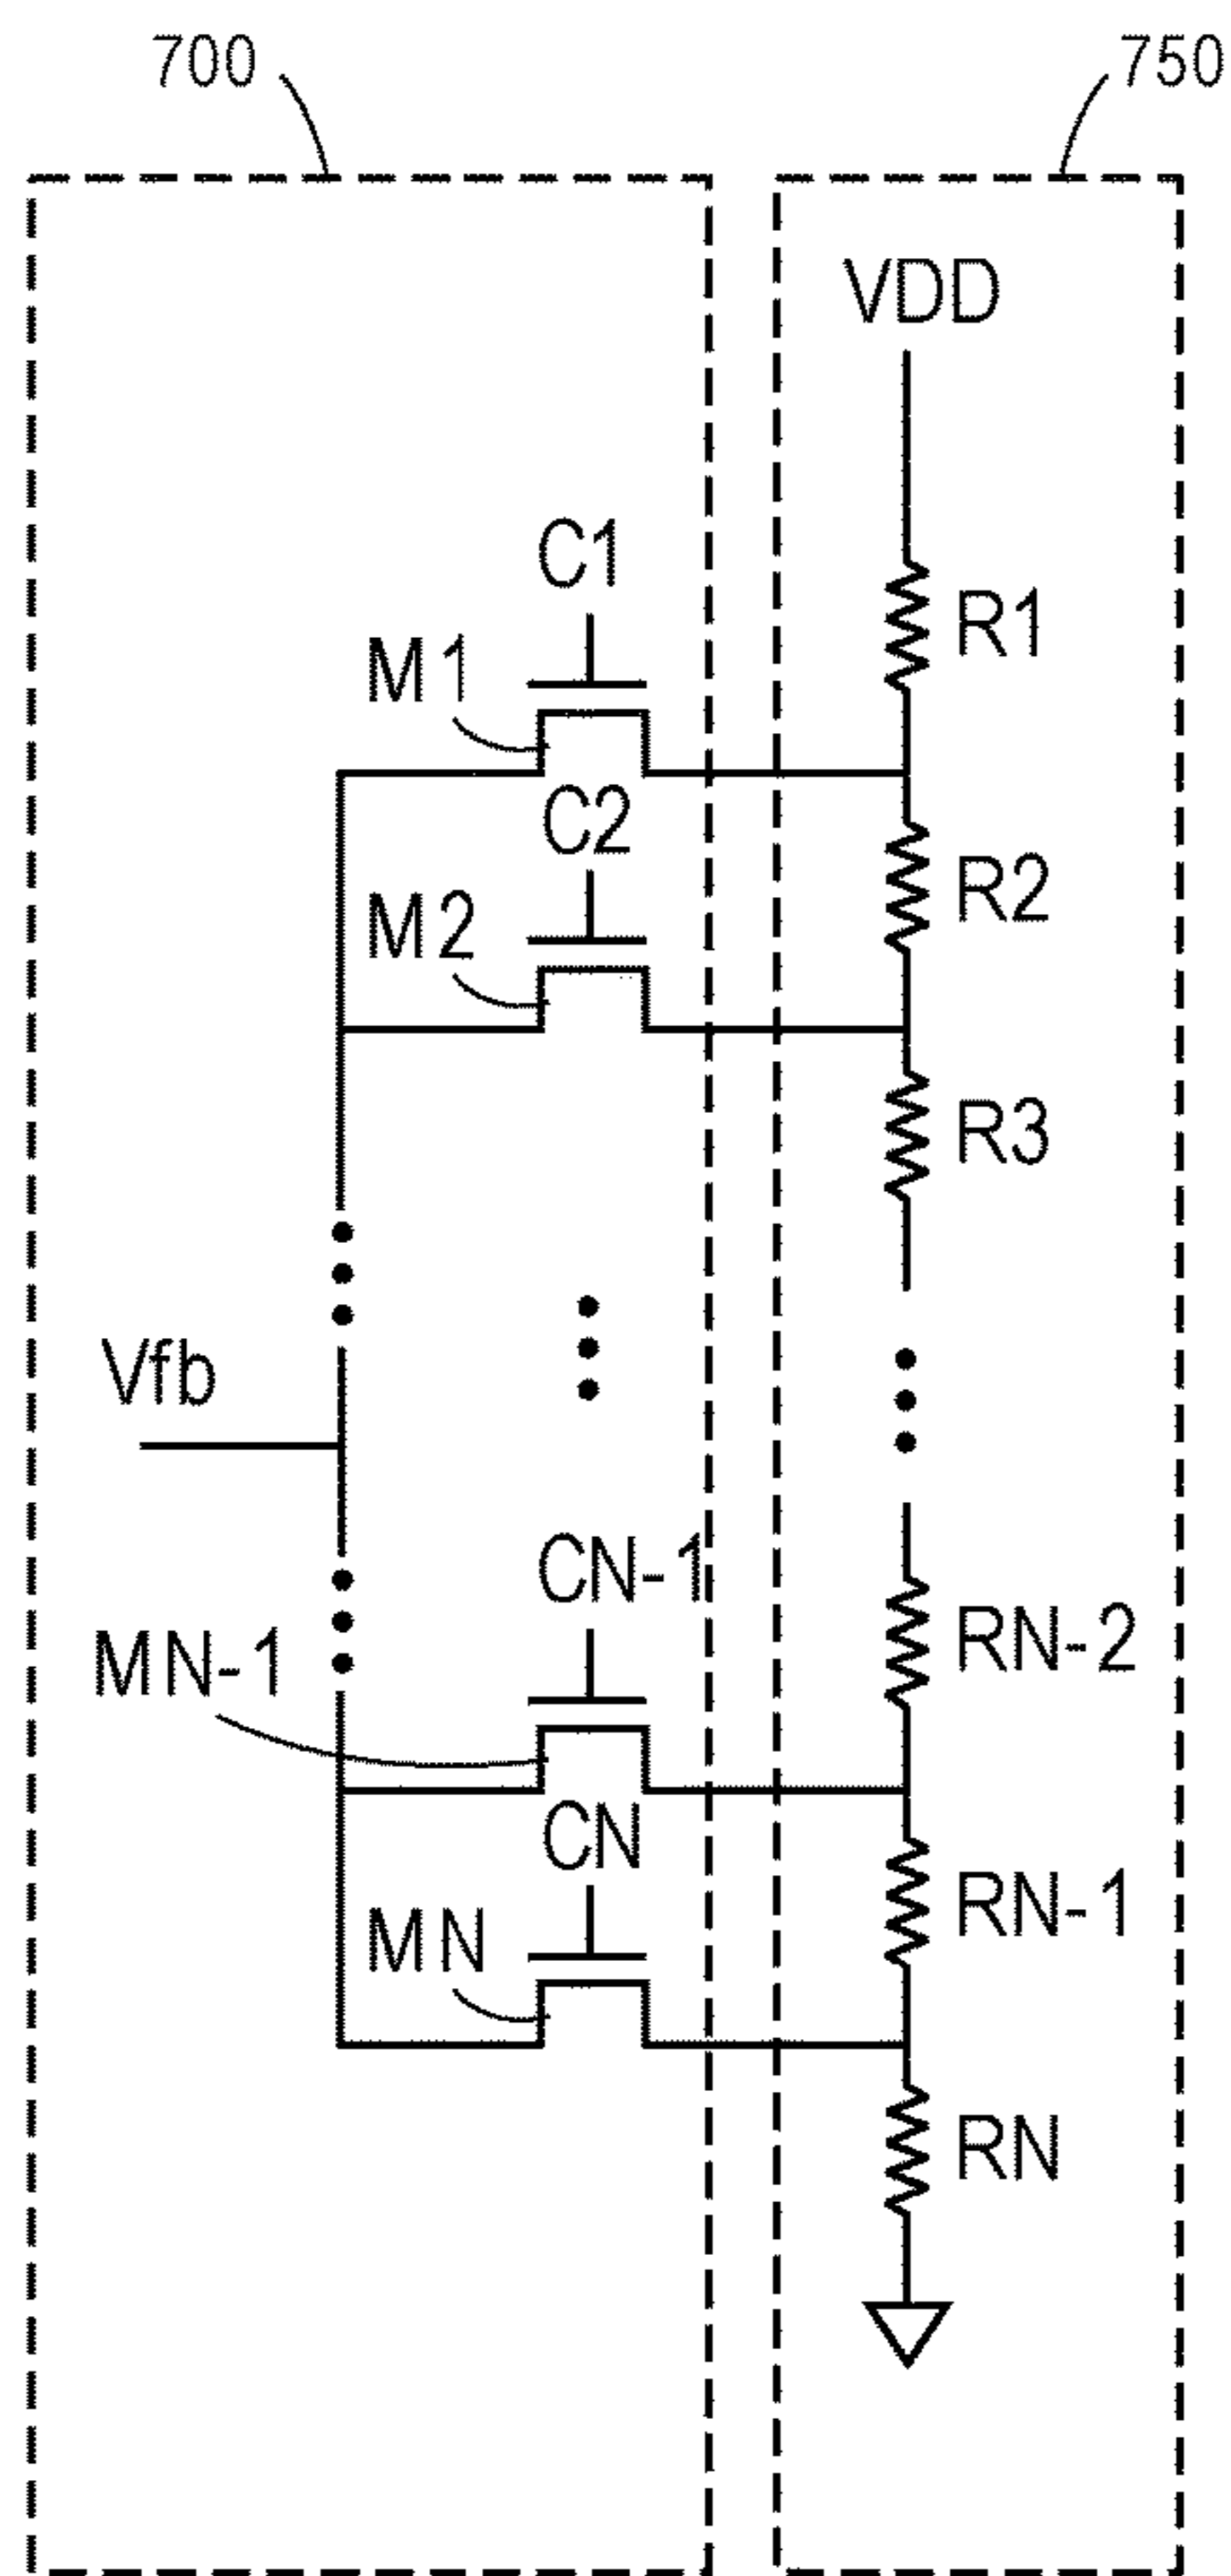 700
750
VDD
C1
R1
M1
C2
R2
M2
R3
Vfb
CN-1
RN-2
MN-1
CN
RN-1
MN
RN